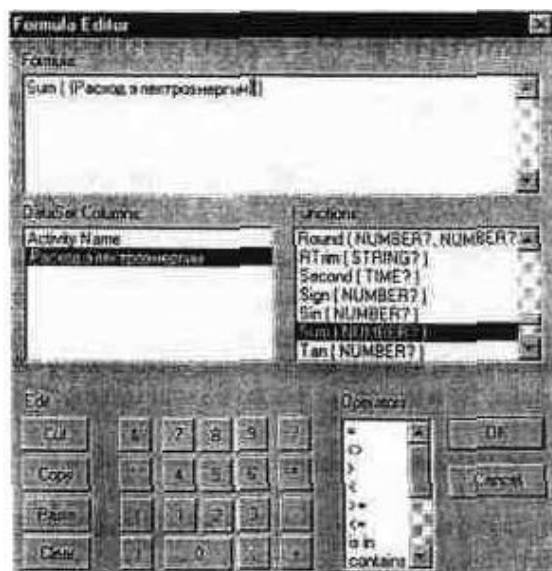 Formula Editor
Formula:
Sum ( {Расход электроэнергии} )
DataSet Columns:
Activity Name
Расход электроэнергии
Functions:
Round ( NUMBER?, NUMBER?
RTrim ( STRING? )
Second ( TIME? )
Sign ( NUMBER? )
Sin ( NUMBER? )
Sum ( NUMBER? )
Tan ( NUMBER? )
Edit
Cut
Copy
Paste
Clear
7 8 9
4 5 6
1 2 3
0
Operators
=
<>
>
<
>=
<=
is in
contains
OK
Cancel